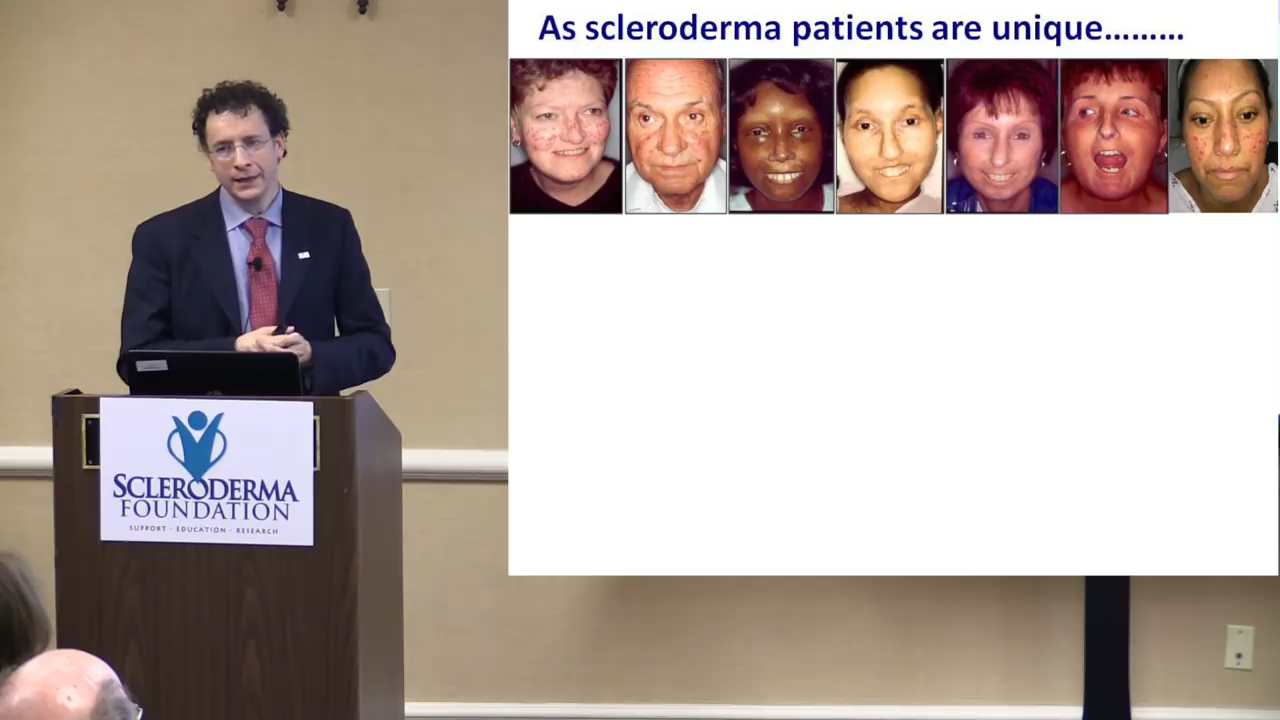 As scleroderma patients are unique.........
SCLERODERMA
FOUNDATION
SUPPORT · EDUCATION · RESEARCH